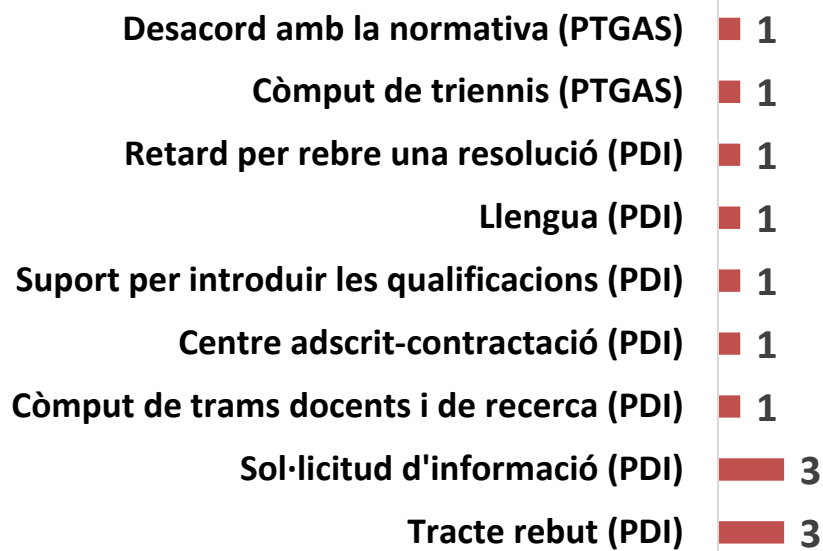 Desacord amb la normativa (PTGAS) 1
Còmput de triennis (PTGAS) 1
Retard per rebre una resolució (PDI) 1
Llengua (PDI) 1
Suport per introduir les qualificacions (PDI) 1
Centre adscrit-contractació (PDI) 1
Còmput de trams docents i de recerca (PDI) 1
Sol·licitud d'informació (PDI) 3
Tracte rebut (PDI) 3